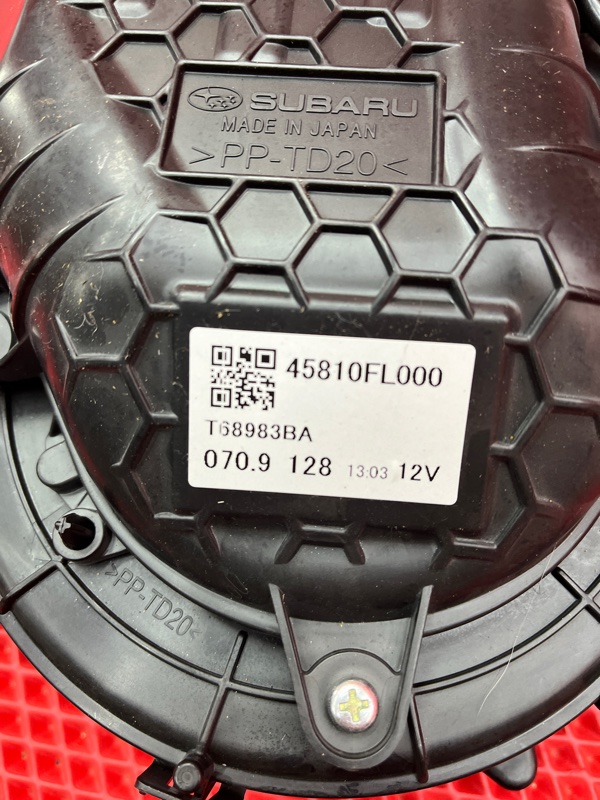 SUBARU
MADE IN JAPAN
>PP-TD20<
45810FL000
T68983BA
070.9 128 13:03 12V
>PP-TD20<